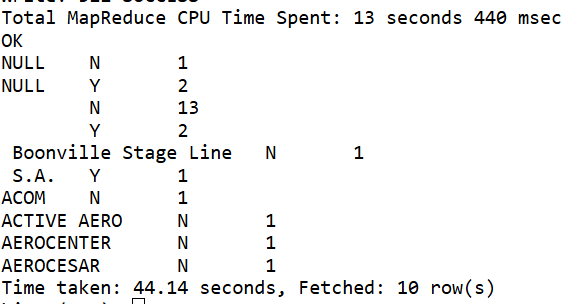 Total MapReduce CPU Time Spent: 13 seconds 440 msec
OK
NULL    N       1
NULL    Y       2
        N       13
        Y       2
 Boonville Stage Line   N       1
 S.A.   Y       1
ACOM    N       1
ACTIVE AERO     N       1
AEROCENTER      N       1
AEROCESAR       N       1
Time taken: 44.14 seconds, Fetched: 10 row(s)